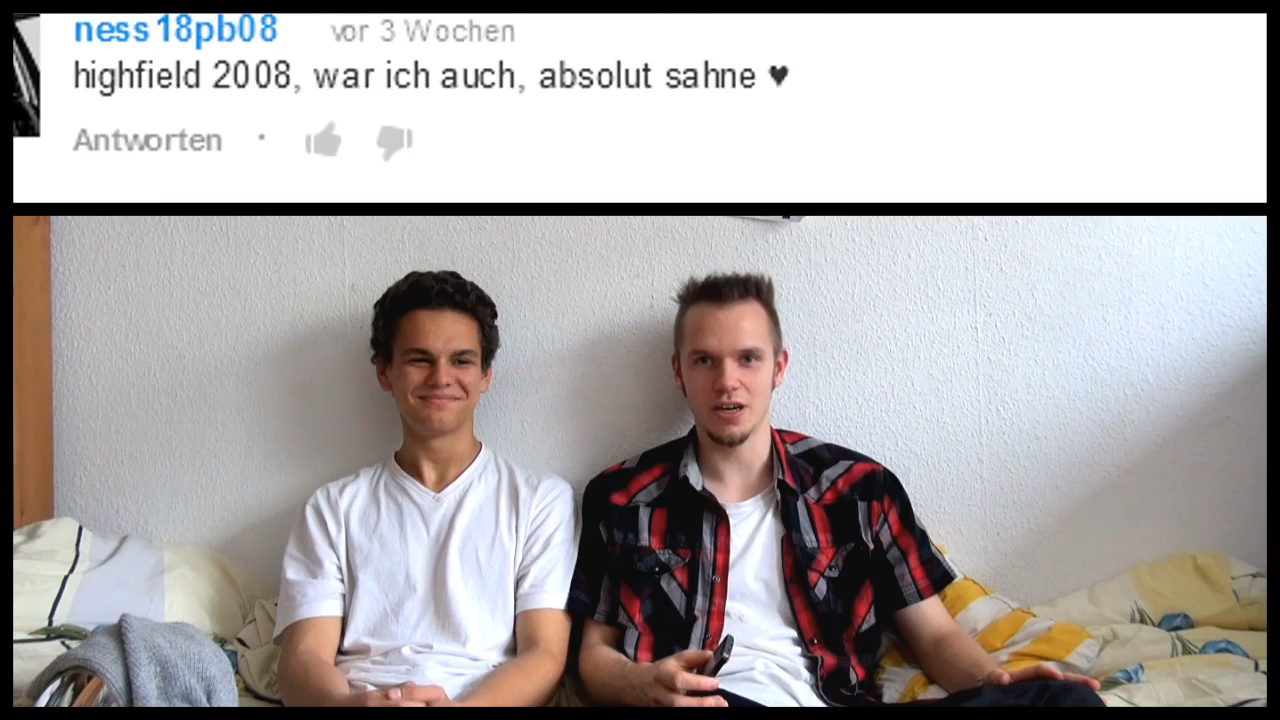 ness18pb08 vor 3 Wochen
highfield 2008, war ich auch, absolut sahne ♥
Antworten ·